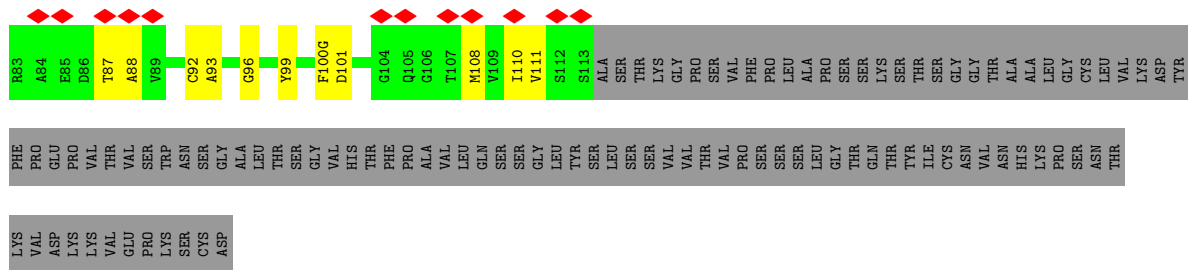 R83 A84 E85 D86 T87 A88 V89 C92 A93 G96 Y99 F100G D101 G104 Q105 G106 T107 M108 V109 I110 V111 S112 S113 ALA SER THR LYS GLY PRO SER VAL PHE PRO LEU ALA PRO SER SER LYS SER THR SER GLY GLY THR ALA ALA LEU GLY CYS LEU VAL LYS ASP TYR
PHE PRO GLU PRO VAL THR VAL SER TRP ASN SER GLY ALA LEU THR SER GLY VAL HIS THR PHE PRO ALA VAL LEU GLN SER SER GLY LEU TYR SER LEU SER SER VAL VAL THR VAL PRO SER SER SER LEU GLY THR GLN THR TYR ILE CYS ASN VAL ASN HIS LYS PRO SER ASN THR
LYS VAL ASP LYS LYS VAL GLU PRO LYS SER CYS ASP